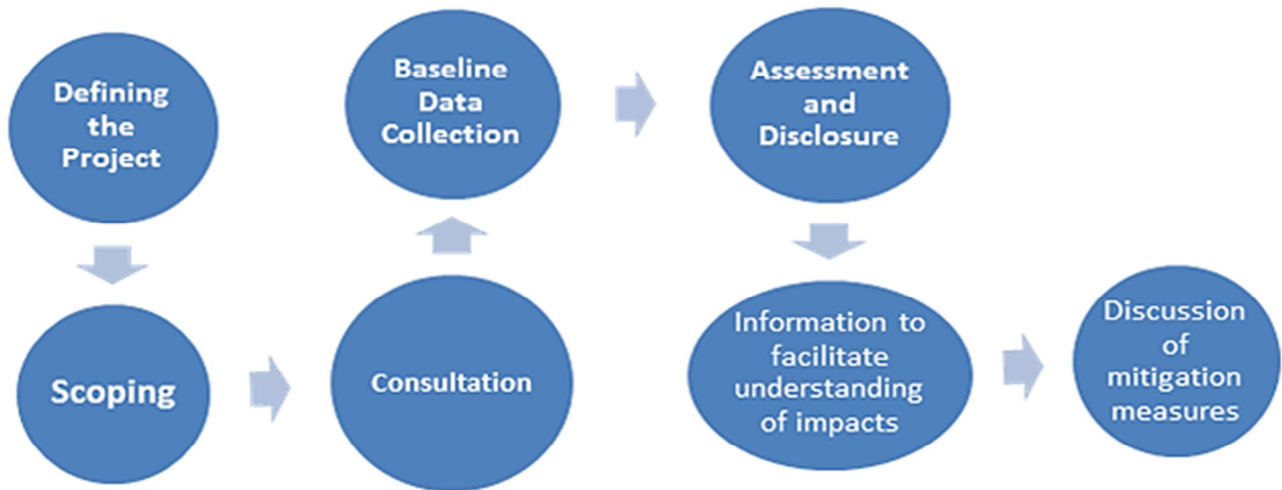 Defining
the
Project
Scoping
Consultation
Baseline
Data
Collection
Assessment
and
Disclosure
Information to
facilitate
understanding
of impacts
Discussion
of
mitigation
measures